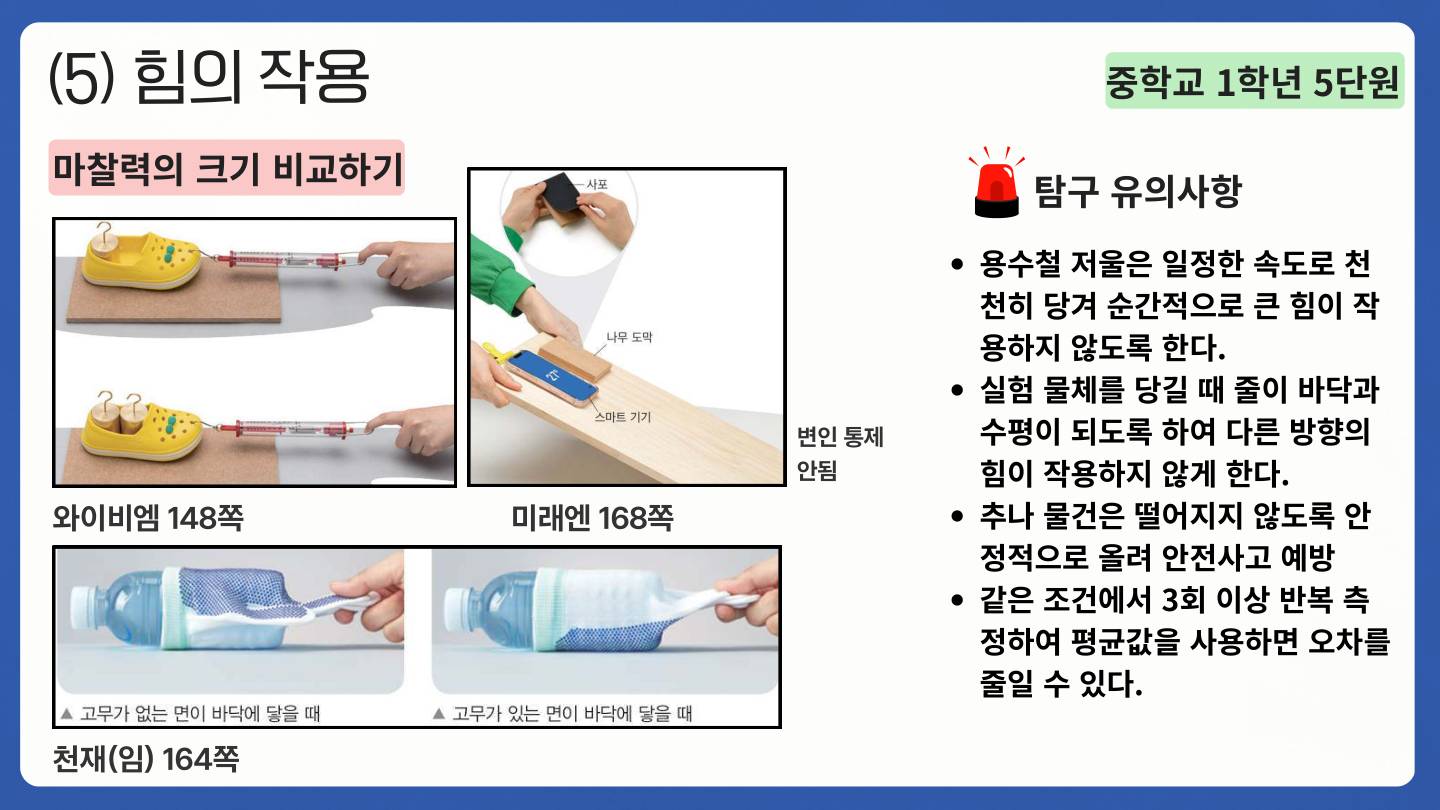 (5) 힘의 작용
중학교 1학년 5단원
마찰력의 크기 비교하기
사포
나무 도막
27°
스마트 기기
변인 통제
안됨
와이비엠 148쪽
미래엔 168쪽
▲ 고무가 없는 면이 바닥에 닿을 때
▲ 고무가 있는 면이 바닥에 닿을 때
천재(임) 164쪽
탐구 유의사항
• 용수철 저울은 일정한 속도로 천
천히 당겨 순간적으로 큰 힘이 작
용하지 않도록 한다.
• 실험 물체를 당길 때 줄이 바닥과
수평이 되도록 하여 다른 방향의
힘이 작용하지 않게 한다.
• 추나 물건은 떨어지지 않도록 안
정적으로 올려 안전사고 예방
• 같은 조건에서 3회 이상 반복 측
정하여 평균값을 사용하면 오차를
줄일 수 있다.